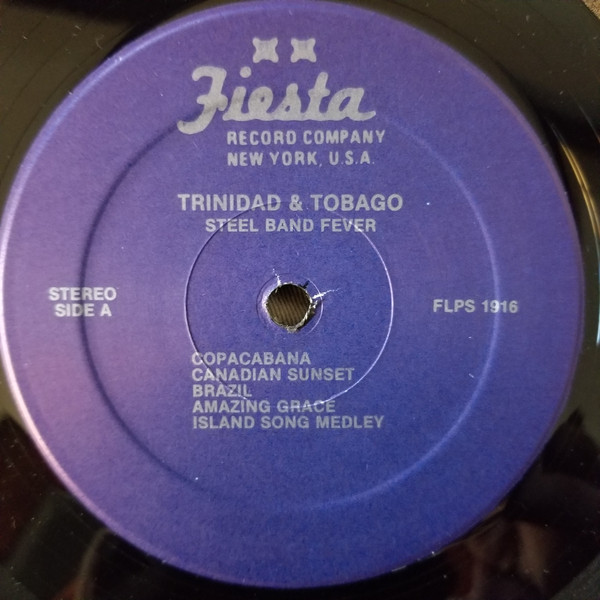 Fiesta
RECORD COMPANY
NEW YORK, U.S.A.
TRINIDAD & TOBAGO
STEEL BAND FEVER
STEREO
SIDE A
FLPS 1916
COPACABANA
CANADIAN SUNSET
BRAZIL
AMAZING GRACE
ISLAND SONG MEDLEY